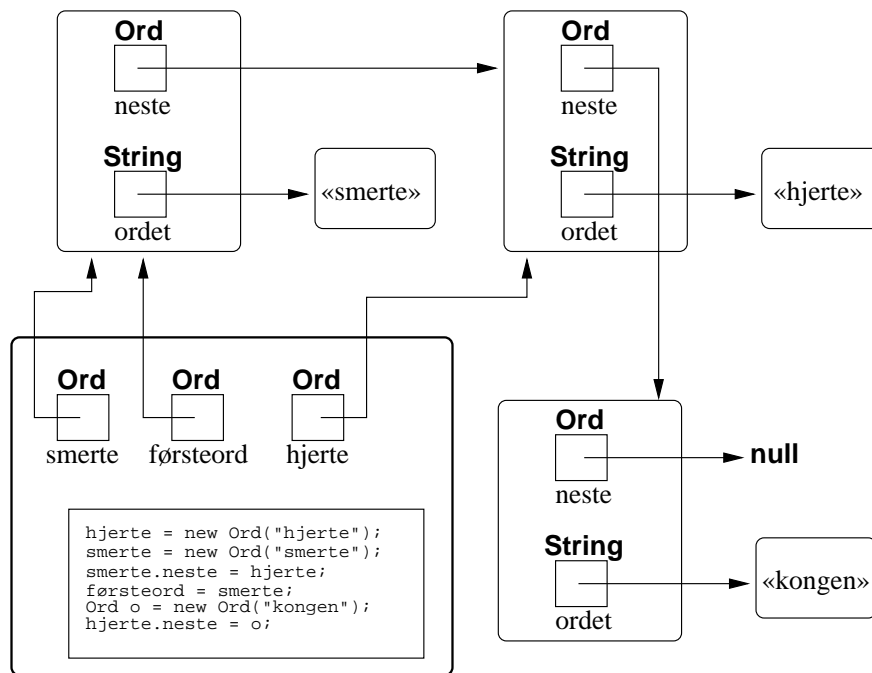 Ord
neste
String
ordet
«smerte»
Ord
neste
String
ordet
«hjerte»
Ord Ord Ord
smerte førsteord hjerte
hjerte = new Ord("hjerte");
smerte = new Ord("smerte");
smerte.neste = hjerte;
førsteord = smerte;
Ord o = new Ord("kongen");
hjerte.neste = o;
Ord
neste
null
String
ordet
«kongen»